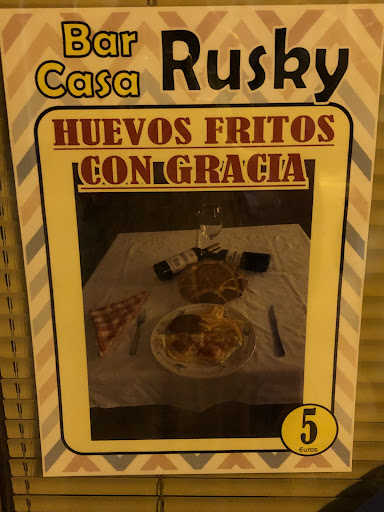 Bar
Casa Rusky
HUEVOS FRITOS
CON GRACIA
5
Euros